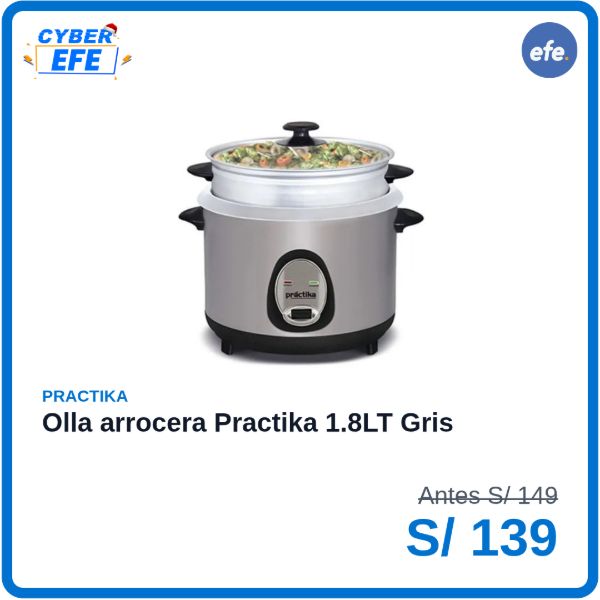 CYBER
EFE
efe.
práctika
PRACTIKA
Olla arrocera Practika 1.8LT Gris
Antes S/ 149
S/ 139